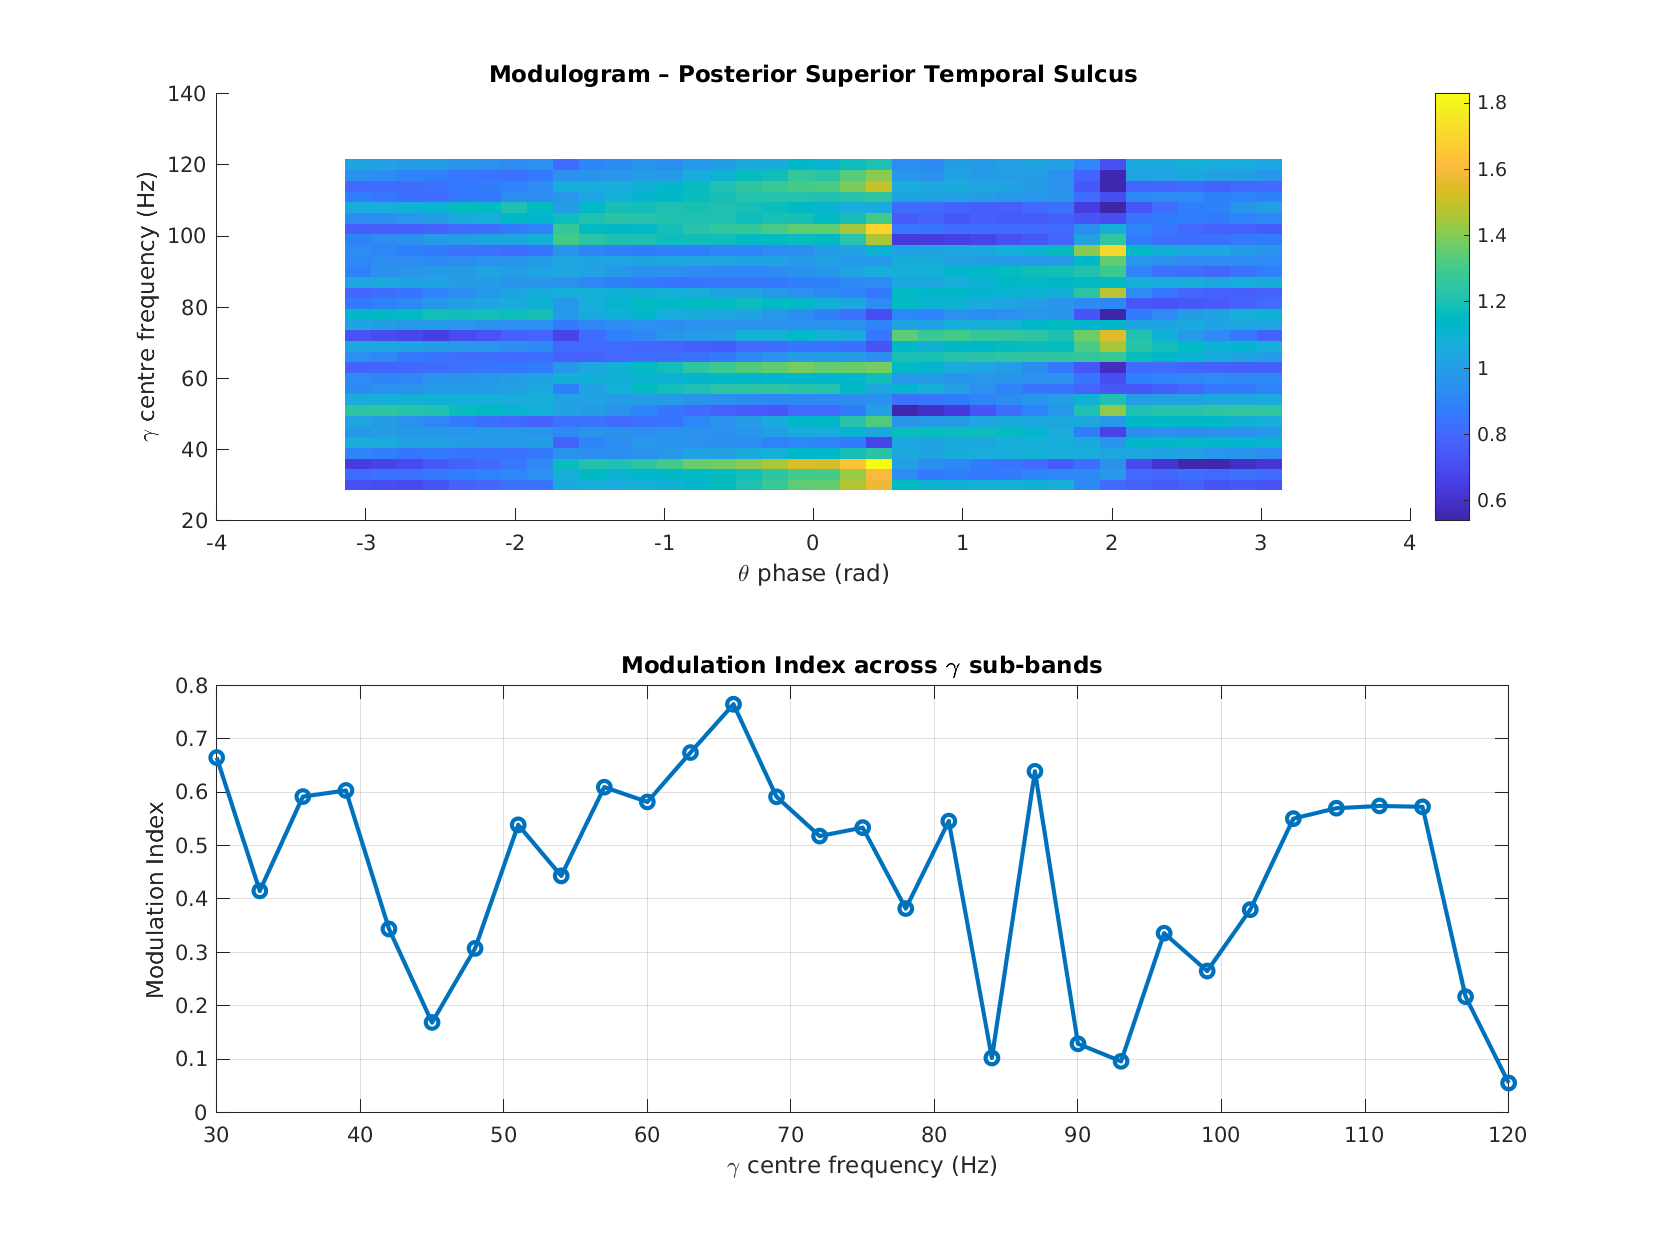 Modulogram – Posterior Superior Temporal Sulcus
140
120
100
80
60
40
20
γ centre frequency (Hz)
-4 -3 -2 -1 0 1 2 3 4
θ phase (rad)
1.8
1.6
1.4
1.2
1
0.8
0.6
Modulation Index across γ sub-bands
0.8
0.7
0.6
0.5
0.4
0.3
0.2
0.1
0
Modulation Index
30 40 50 60 70 80 90 100 110 120
γ centre frequency (Hz)